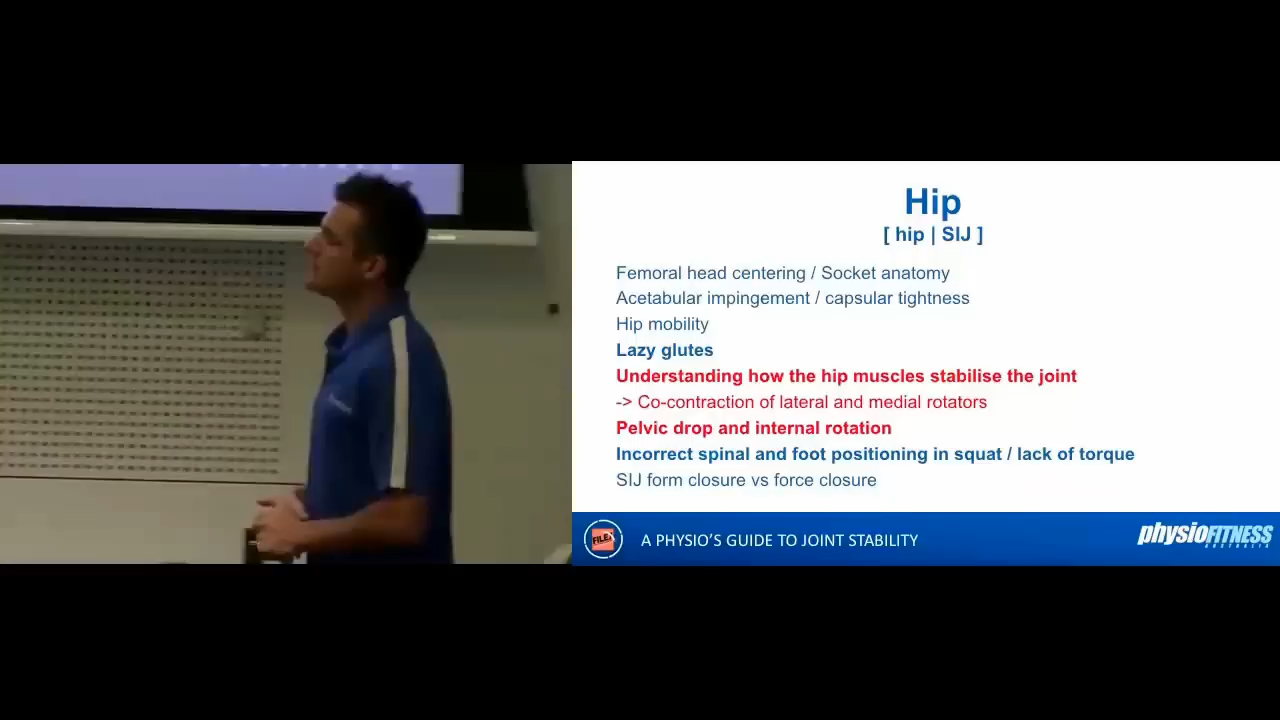 Hip
[ hip | SIJ ]
Femoral head centering / Socket anatomy
Acetabular impingement / capsular tightness
Hip mobility
Lazy glutes
Understanding how the hip muscles stabilise the joint
-> Co-contraction of lateral and medial rotators
Pelvic drop and internal rotation
Incorrect spinal and foot positioning in squat / lack of torque
SIJ form closure vs force closure
FILEX
A PHYSIO'S GUIDE TO JOINT STABILITY
physioFITNESS
AUSTRALIA